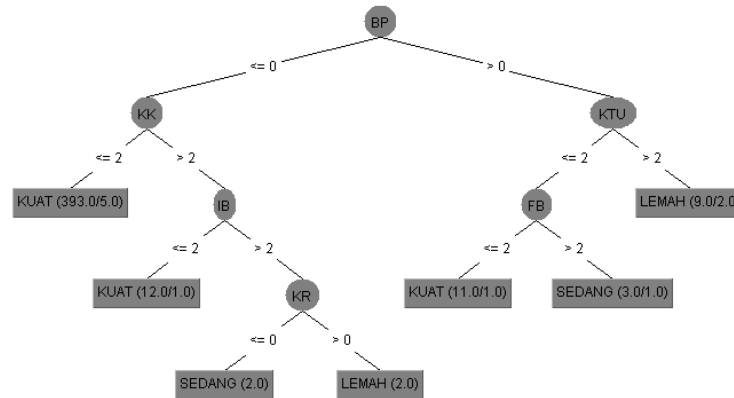 BP
<= 0
> 0
KK
KTU
<= 2
> 2
<= 2
> 2
KUAT (393.0/5.0)
IB
FB
LEMAH (9.0/2.0)
<= 2
> 2
<= 2
> 2
KUAT (12.0/1.0)
KR
KUAT (11.0/1.0)
SEDANG (3.0/1.0)
<= 0
> 0
SEDANG (2.0)
LEMAH (2.0)